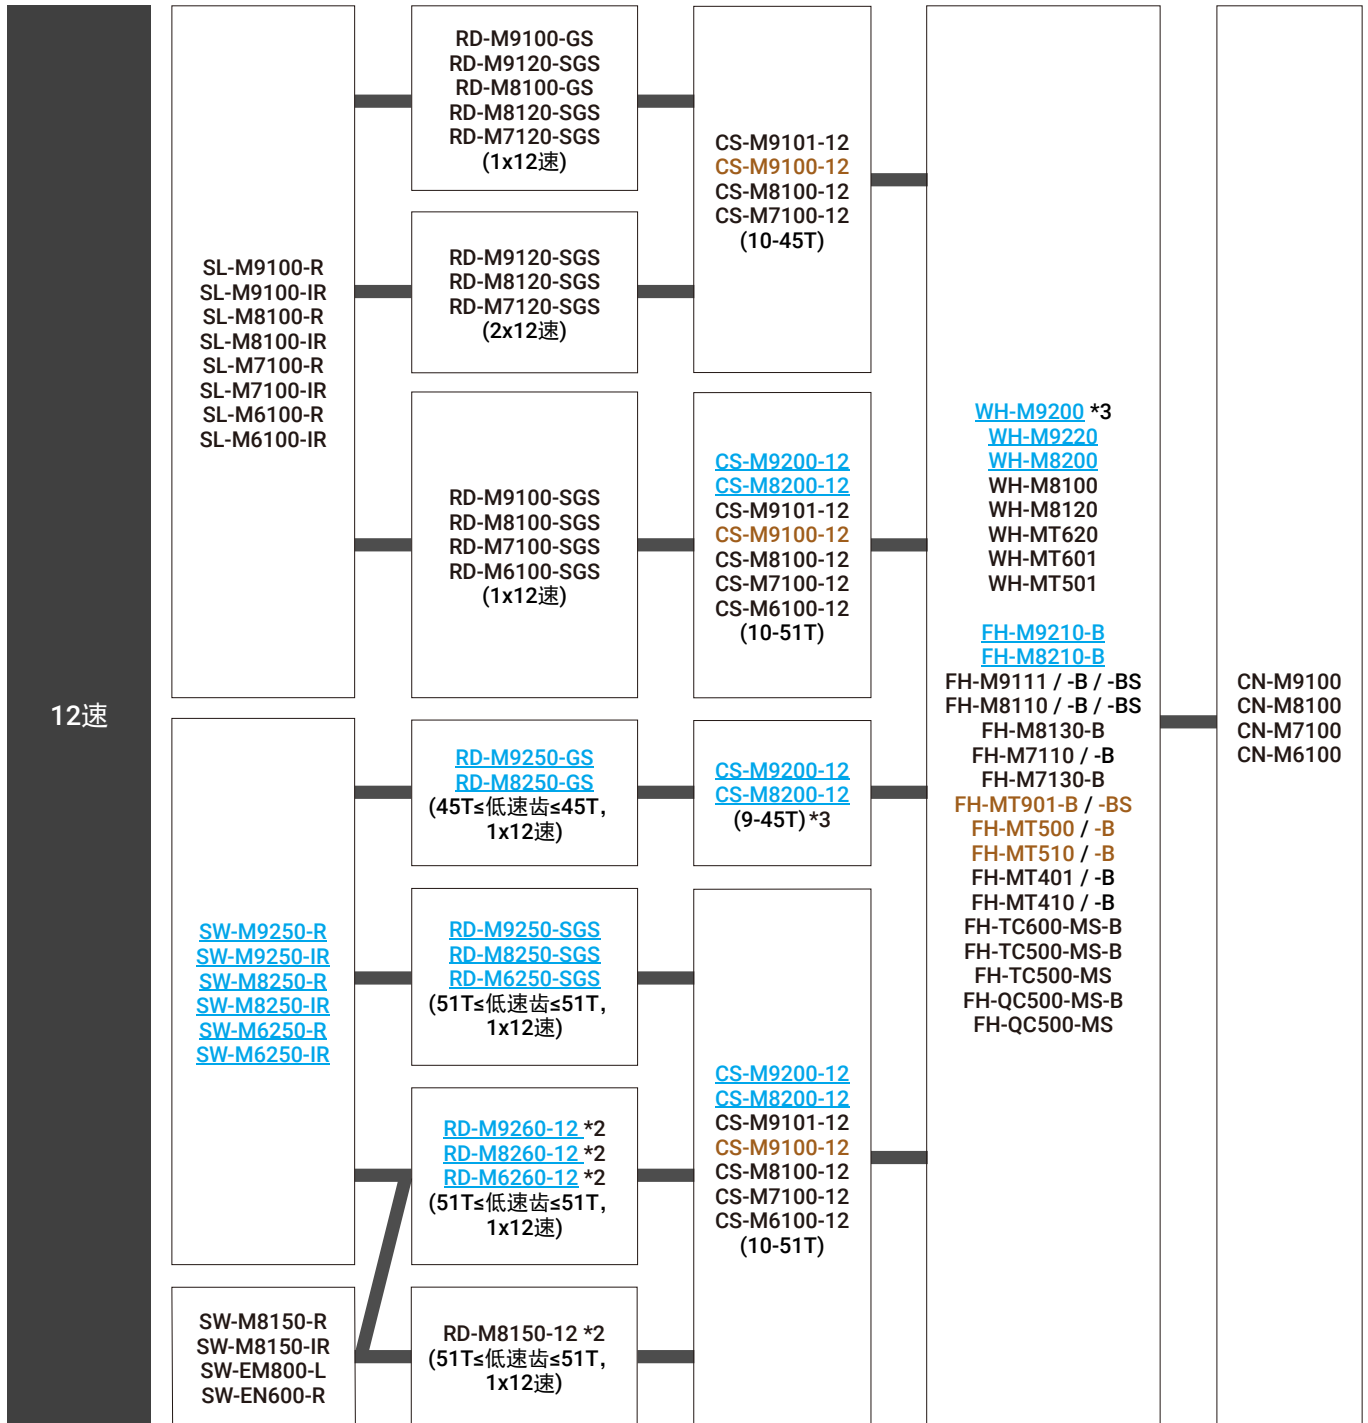 12速
SL-M9100-R
SL-M9100-IR
SL-M8100-R
SL-M8100-IR
SL-M7100-R
SL-M7100-IR
SL-M6100-R
SL-M6100-IR
RD-M9100-GS
RD-M9120-SGS
RD-M8100-GS
RD-M8120-SGS
RD-M7120-SGS
(1x12速)
RD-M9120-SGS
RD-M8120-SGS
RD-M7120-SGS
(2x12速)
CS-M9101-12
CS-M9100-12
CS-M8100-12
CS-M7100-12
(10-45T)
RD-M9100-SGS
RD-M8100-SGS
RD-M7100-SGS
RD-M6100-SGS
(1x12速)
CS-M9200-12
CS-M8200-12
CS-M9101-12
CS-M9100-12
CS-M8100-12
CS-M7100-12
CS-M6100-12
(10-51T)
SW-M9250-R
SW-M9250-IR
SW-M8250-R
SW-M8250-IR
SW-M6250-R
SW-M6250-IR
RD-M9250-GS
RD-M8250-GS
(45T≤低速齿≤45T,
1x12速)
CS-M9200-12
CS-M8200-12
(9-45T)*3
RD-M9250-SGS
RD-M8250-SGS
RD-M6250-SGS
(51T≤低速齿≤51T,
1x12速)
RD-M9260-12 *2
RD-M8260-12 *2
RD-M6260-12 *2
(51T≤低速齿≤51T,
1x12速)
SW-M8150-R
SW-M8150-IR
SW-EM800-L
SW-EN600-R
RD-M8150-12 *2
(51T≤低速齿≤51T,
1x12速)
CS-M9200-12
CS-M8200-12
CS-M9101-12
CS-M9100-12
CS-M8100-12
CS-M7100-12
CS-M6100-12
(10-51T)
WH-M9200 *3
WH-M9220
WH-M8200
WH-M8100
WH-M8120
WH-MT620
WH-MT601
WH-MT501
FH-M9210-B
FH-M8210-B
FH-M9111 / -B / -BS
FH-M8110 / -B / -BS
FH-M8130-B
FH-M7110 / -B
FH-M7130-B
FH-MT901-B / -BS
FH-MT500 / -B
FH-MT510 / -B
FH-MT401 / -B
FH-MT410 / -B
FH-TC600-MS-B
FH-TC500-MS-B
FH-TC500-MS
FH-QC500-MS-B
FH-QC500-MS
CN-M9100
CN-M8100
CN-M7100
CN-M6100